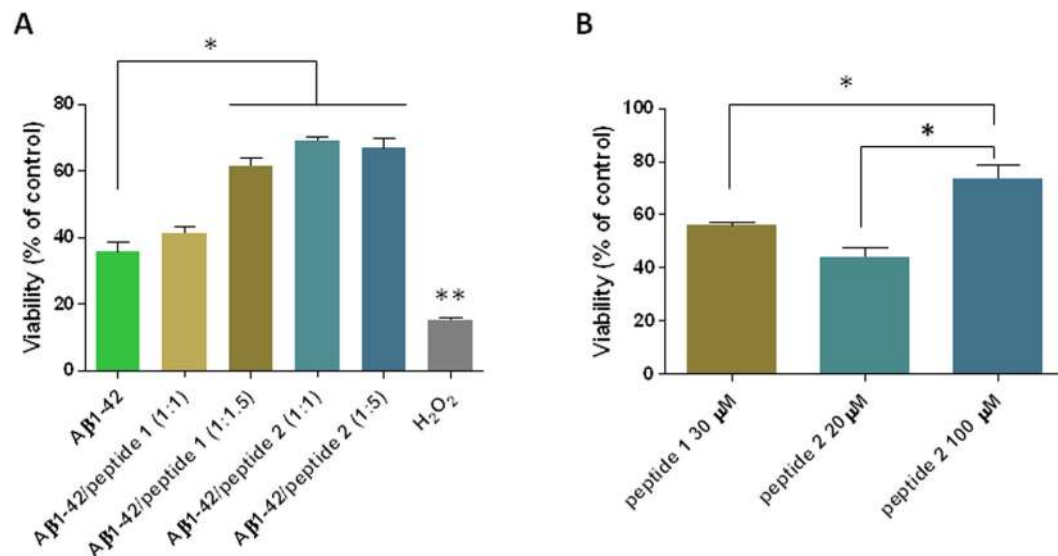 A
*
Viability (% of control)
80
60
40
20
0
**
Aβ1-42
Aβ1-42/peptide 1 (1:1)
Aβ1-42/peptide 1 (1:1.5)
Aβ1-42/peptide 2 (1:1)
Aβ1-42/peptide 2 (1:5)
H₂O₂
B
*
*
Viability (% of control)
100
80
60
40
20
0
peptide 1 30 μM
peptide 2 20 μM
peptide 2 100 μM